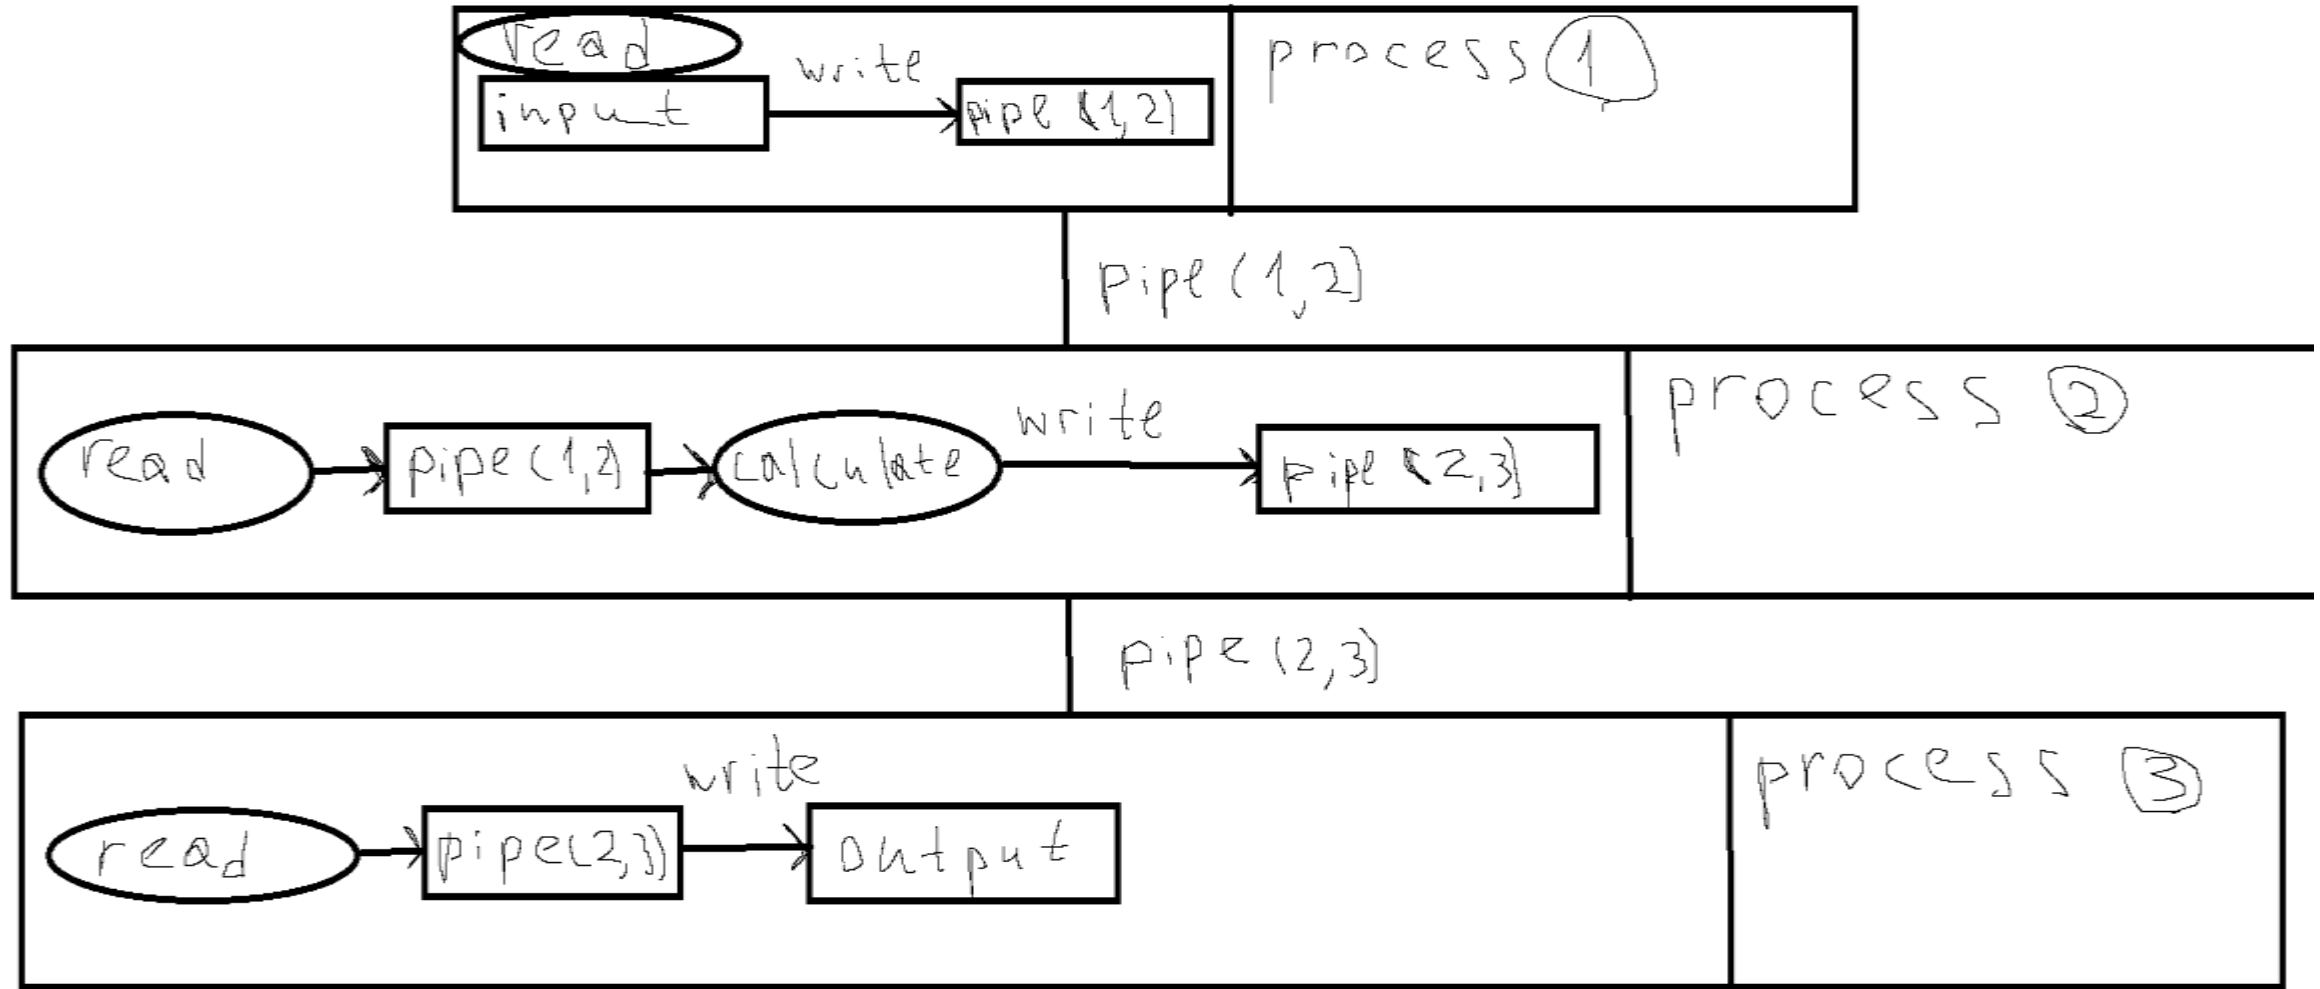 read
input
write
pipe (1,2)
process 1
pipe (1,2)
read
pipe (1,2)
calculate
write
pipe (2,3)
process 2
pipe (2,3)
read
pipe (2,3)
write
output
process 3